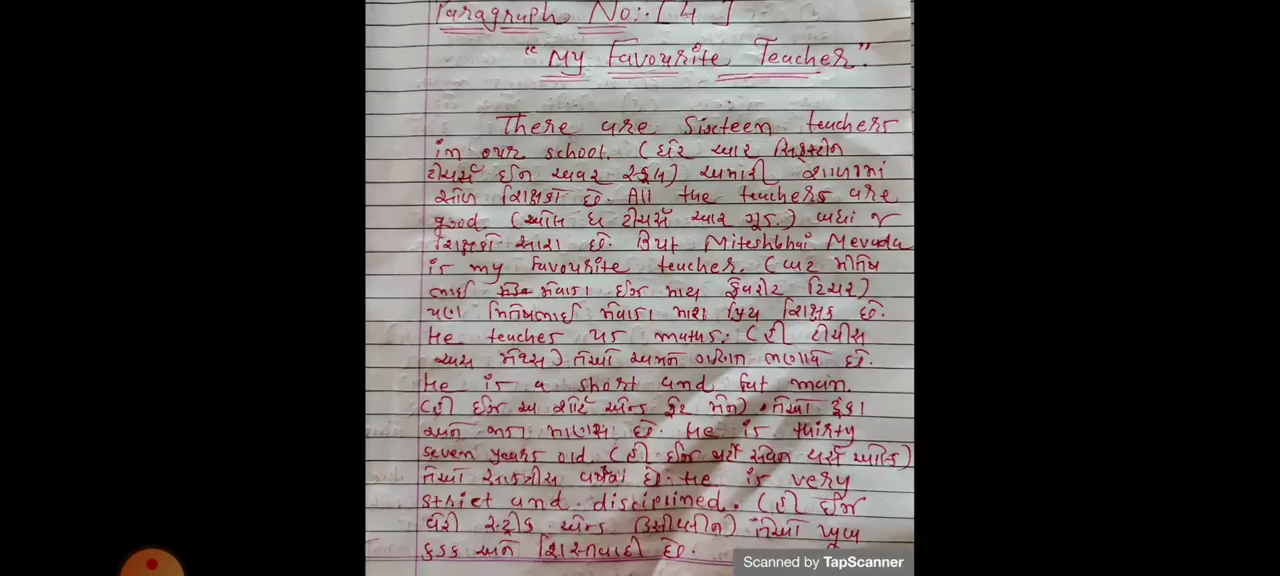 Paragraph No:. [4]
"My Favourite Teacher".
There are Sixteen teachers
in our school. (ધેર આર સિક્સ્ટીન
ટીચર્સ ઈન અવર સ્કૂલ) અમારી શાળામાં
સોળ શિક્ષકો છે. All the teachers are
good. (ઓલ ધ ટીચર્સ આર ગૂડ.) બધાં જ
શિક્ષકો સારા છે. But Miteshbhai Mevada
is my favourite teacher. (બટ મીતેષ
ભાઈ મેવાડા ઈઝ માય ફેવરીટ ટિચર)
પણ મિતેષભાઈ મેવાડા મારા પ્રિય શિક્ષક છે.
He teaches us maths. (હી ટીચીસ
અસ મેથ્સ) તેઓ અમને ગણિત ભણાવે છે.
He is a short and fat man.
(હી ઈઝ અ શોર્ટ એન્ડ ફેટ મેન) તેઓ ઠુંકા
અને જાડા માણસ છે. He is thirty
seven years old (હી ઈઝ થર્ટી સેવન યર્સ ઓલ્ડ)
તેઓ સાડત્રીસ વર્ષના છે. He is very
strict and disciplined. (હી ઈઝ
વેરી સ્ટ્રીક એન્ડ ડીસીપ્લીન) તેઓ ખુબ
કડક અને શિસ્તવાદી છે.
Scanned by TapScanner